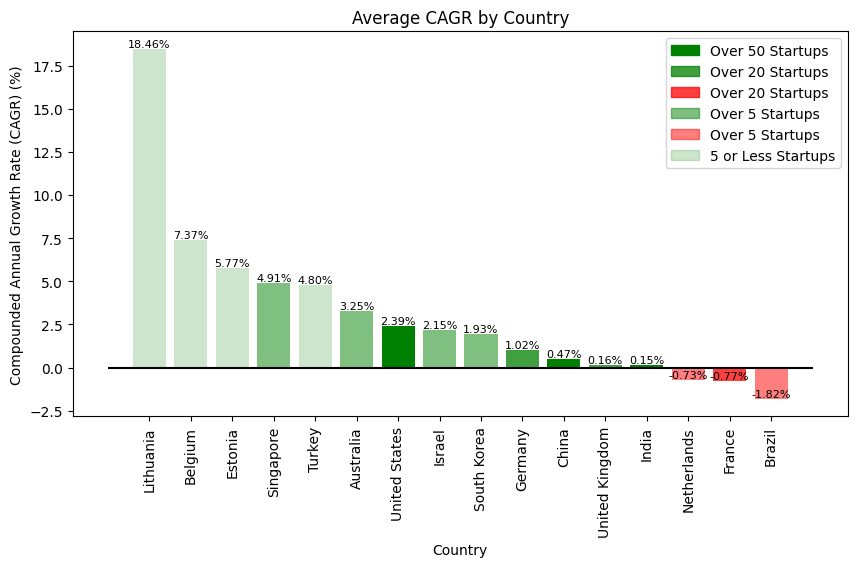 Average CAGR by Country
Over 50 Startups
Over 20 Startups
Over 20 Startups
Over 5 Startups
Over 5 Startups
5 or Less Startups
Compounded Annual Growth Rate (CAGR) (%)
17.5
15.0
12.5
10.0
7.5
5.0
2.5
0.0
−2.5
18.46%
7.37%
5.77%
4.91%
4.80%
3.25%
2.39%
2.15%
1.93%
1.02%
0.47%
0.16%
0.15%
-0.73%
-0.77%
-1.82%
Lithuania
Belgium
Estonia
Singapore
Turkey
Australia
United States
Israel
South Korea
Germany
China
United Kingdom
India
Netherlands
France
Brazil
Country